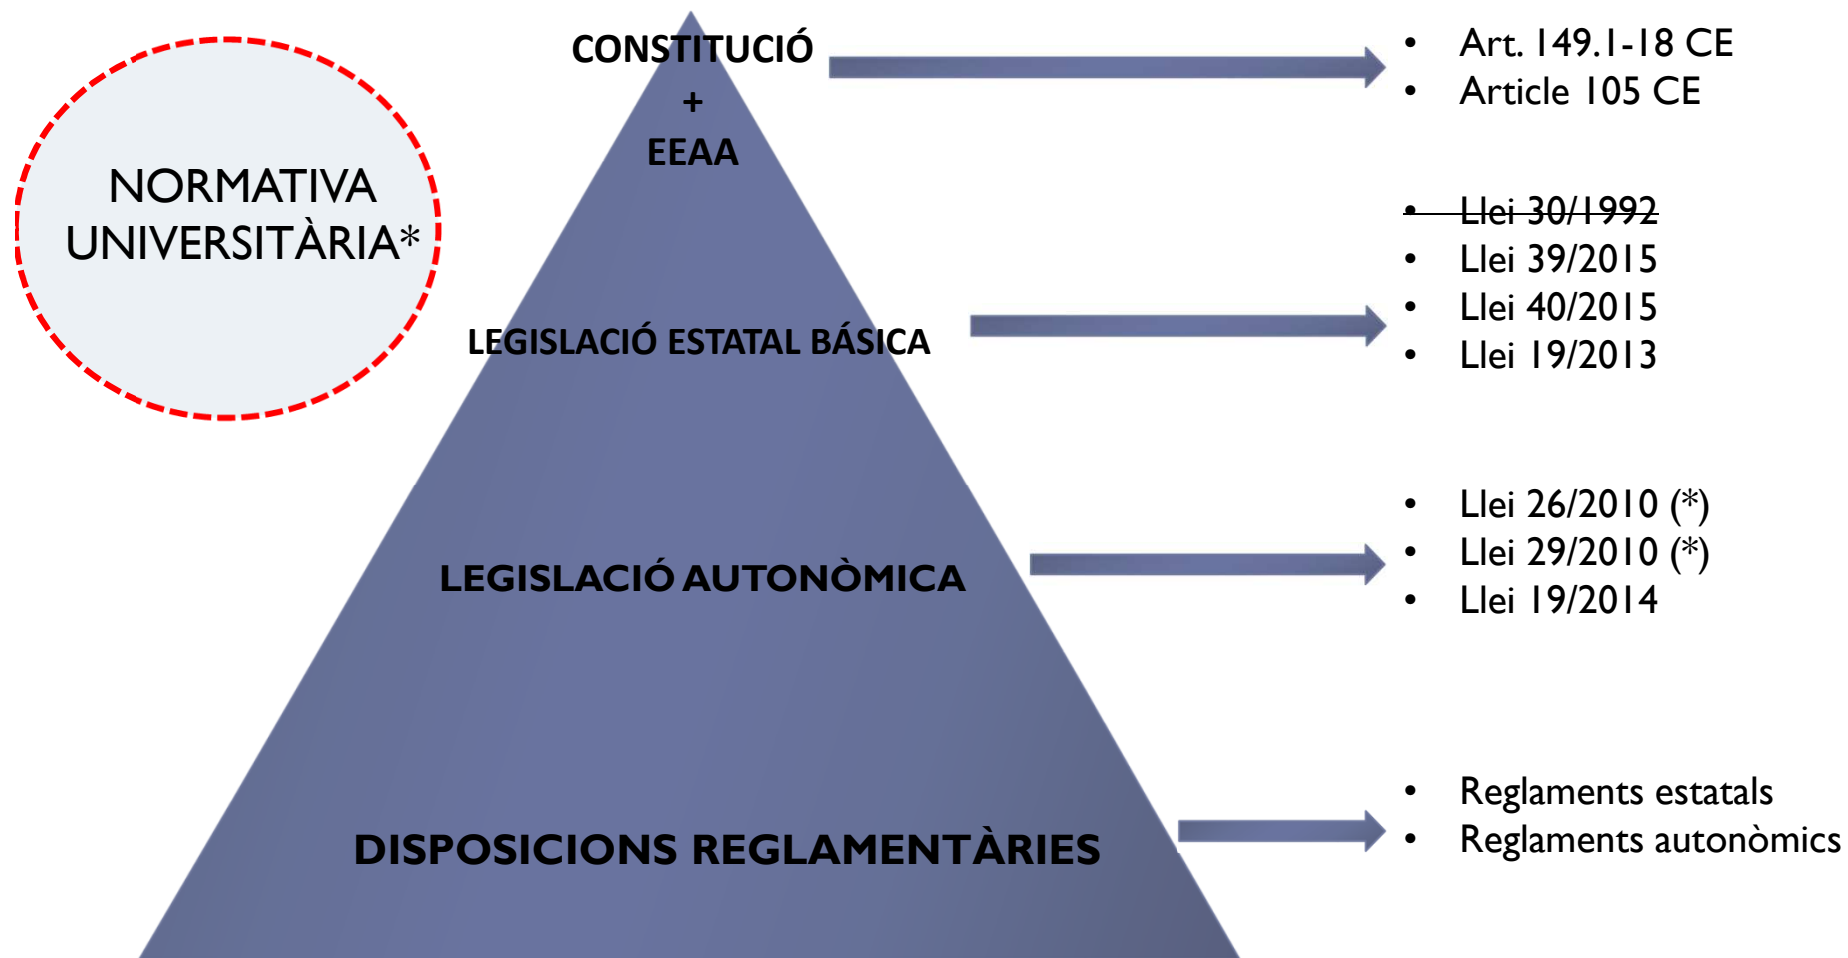 NORMATIVA
UNIVERSITÀRIA*
CONSTITUCIÓ
+
EEAA
• Art. 149.1-18 CE
• Article 105 CE
LEGISLACIÓ ESTATAL BÁSICA
• Llei 30/1992
• Llei 39/2015
• Llei 40/2015
• Llei 19/2013
LEGISLACIÓ AUTONÒMICA
• Llei 26/2010 (*)
• Llei 29/2010 (*)
• Llei 19/2014
DISPOSICIONS REGLAMENTÀRIES
• Reglaments estatals
• Reglaments autonòmics